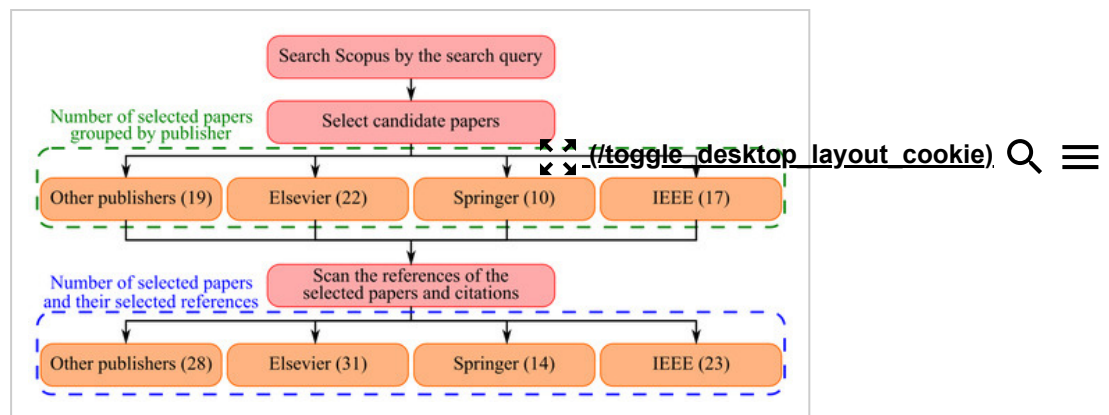 Search Scopus by the search query
Number of selected papers
grouped by publisher
Select candidate papers
(/toggle_desktop_layout_cookie)
Other publishers (19)
Elsevier (22)
Springer (10)
IEEE (17)
Number of selected papers
and their selected references
Scan the references of the
selected papers and citations
Other publishers (28)
Elsevier (31)
Springer (14)
IEEE (23)